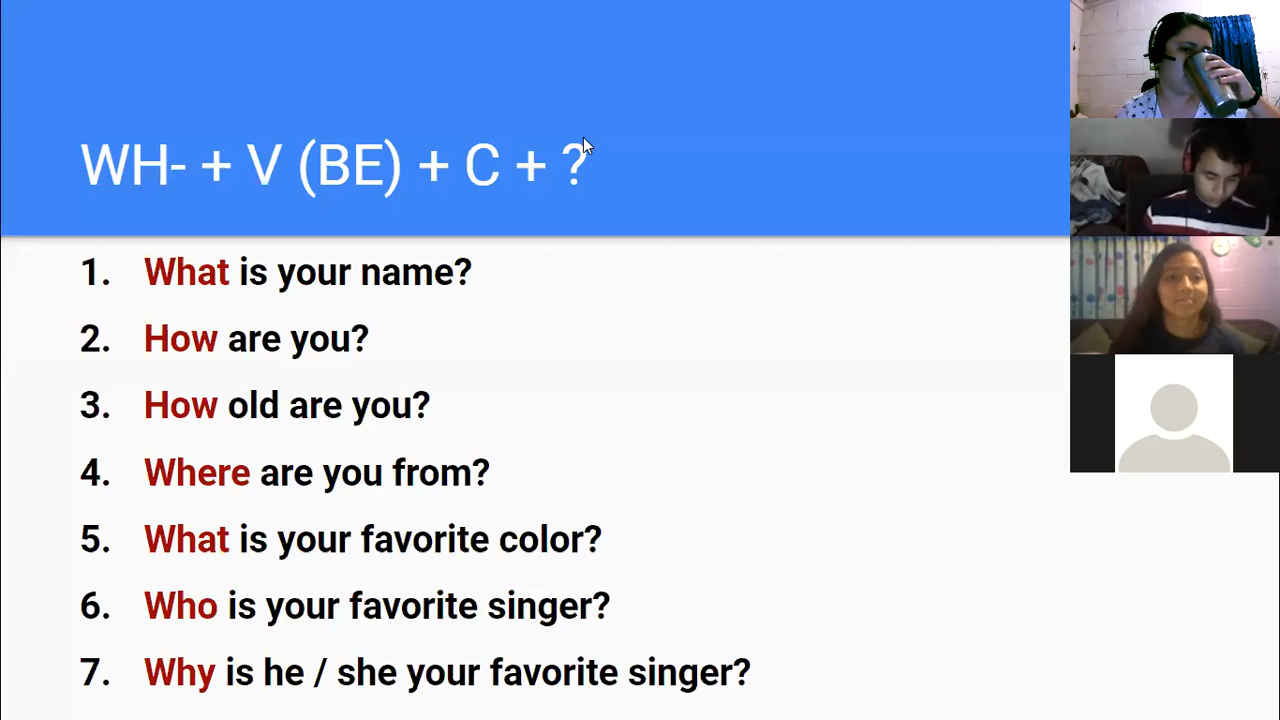 WH- + V (BE) + C + ?
1. What is your name?
2. How are you?
3. How old are you?
4. Where are you from?
5. What is your favorite color?
6. Who is your favorite singer?
7. Why is he / she your favorite singer?